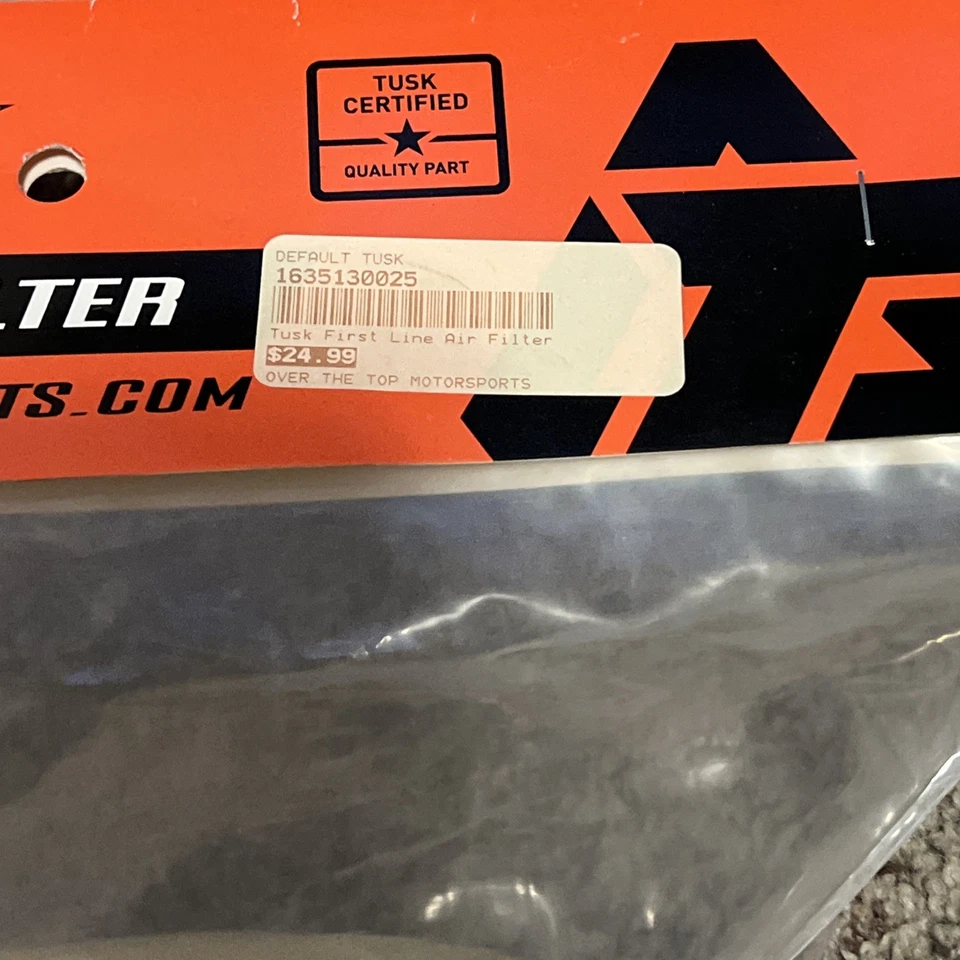 TUSK
CERTIFIED
QUALITY PART
DEFAULT TUSK
1635130025
Tusk First Line Air Filter
$24.99
OVER THE TOP MOTORSPORTS
LTER
TS.COM